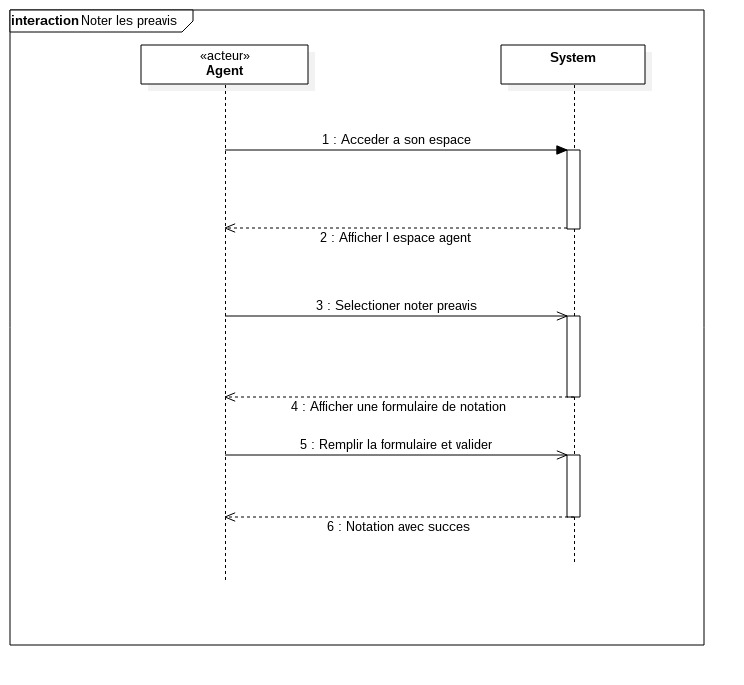 interaction Noter les preavis
«acteur»
Agent
System
1 : Acceder a son espace
2 : Afficher l espace agent
3 : Selectioner noter preavis
4 : Afficher une formulaire de notation
5 : Remplir la formulaire et valider
6 : Notation avec succes